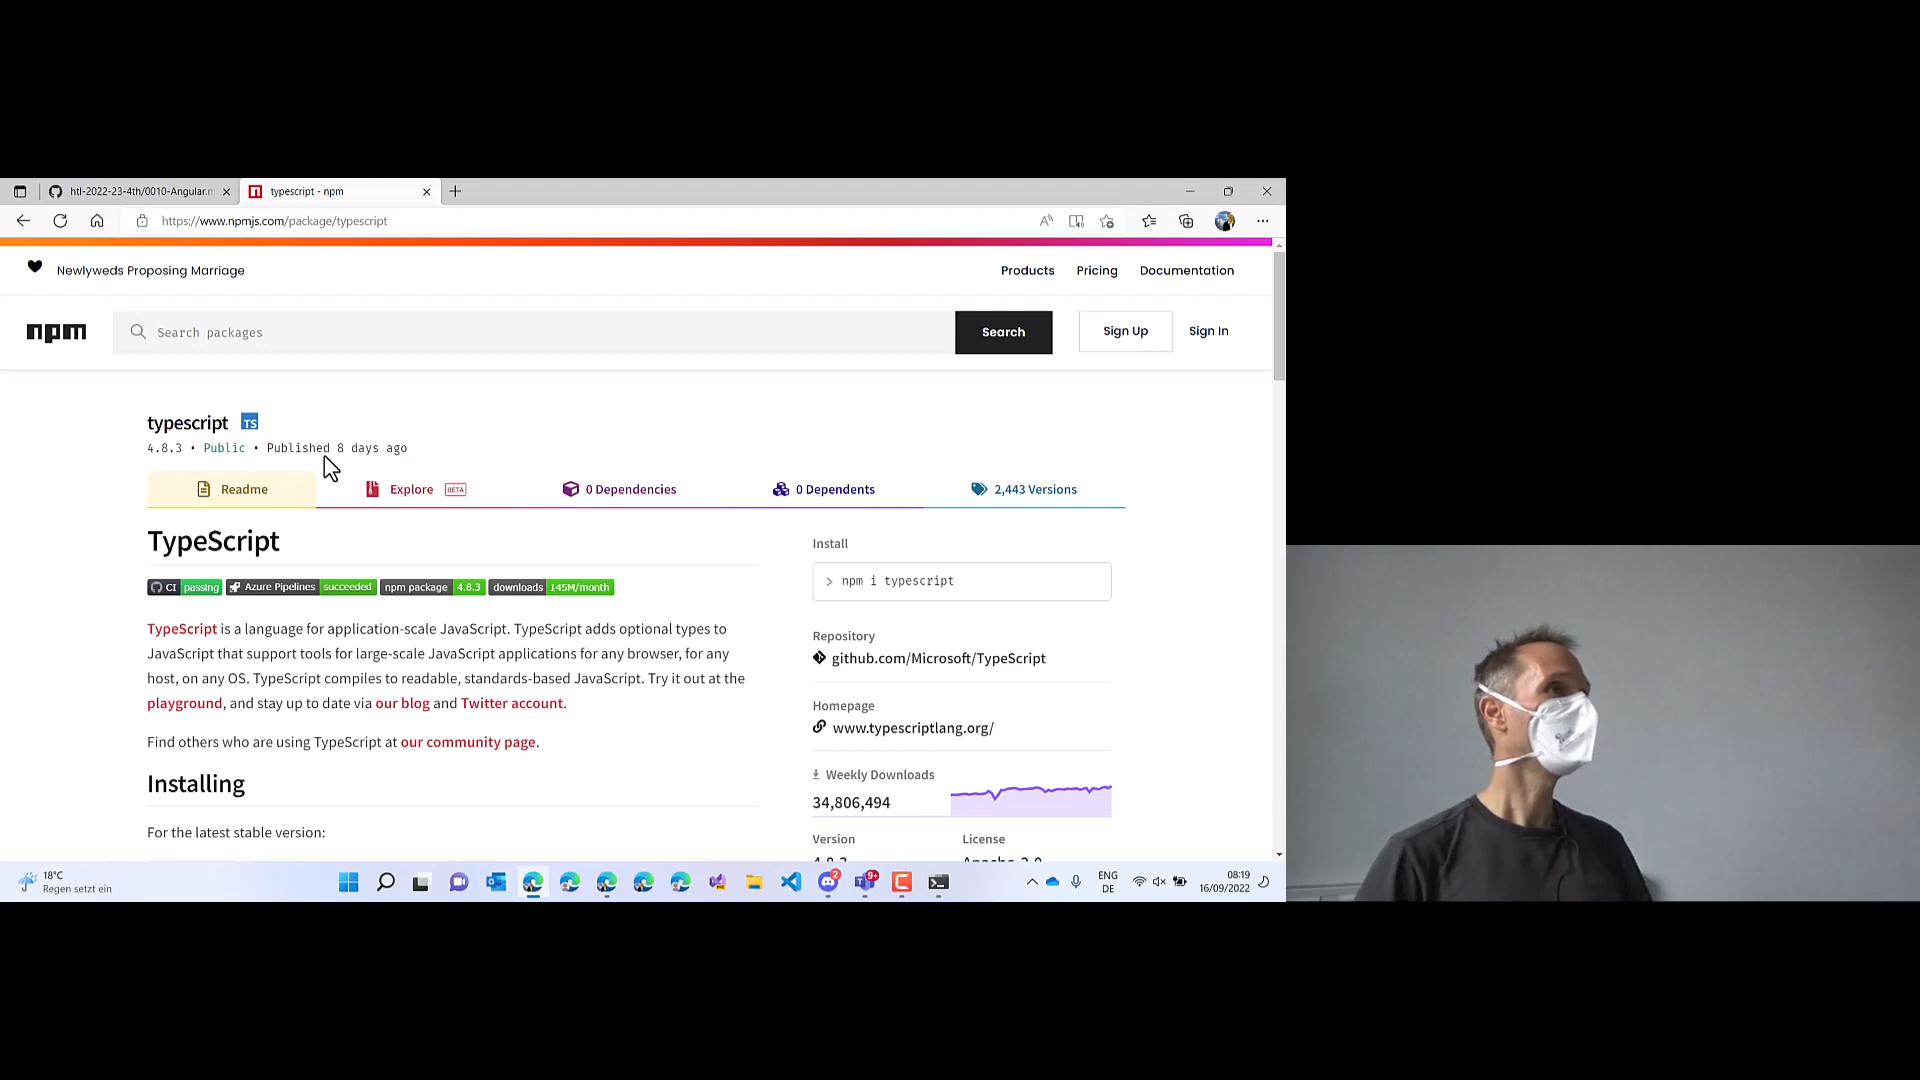 htl-2022-23-4th/0010-Angular.m
typescript - npm
https://www.npmjs.com/package/typescript
Newlyweds Proposing Marriage
Products
Pricing
Documentation
npm
Search packages
Search
Sign Up
Sign In
typescript TS
4.8.3 • Public • Published 8 days ago
Readme
Explore BETA
0 Dependencies
0 Dependents
2,443 Versions
TypeScript
CI passing Azure Pipelines succeeded npm package 4.8.3 downloads 145M/month
TypeScript is a language for application-scale JavaScript. TypeScript adds optional types to
JavaScript that support tools for large-scale JavaScript applications for any browser, for any
host, on any OS. TypeScript compiles to readable, standards-based JavaScript. Try it out at the
playground, and stay up to date via our blog and Twitter account.
Find others who are using TypeScript at our community page.
Installing
For the latest stable version:
Install
> npm i typescript
Repository
github.com/Microsoft/TypeScript
Homepage
www.typescriptlang.org/
Weekly Downloads
34,806,494
Version
License
4.8.3
Apache-2.0
18°C
Regen setzt ein
2
9+
ENG
DE
08:19
16/09/2022